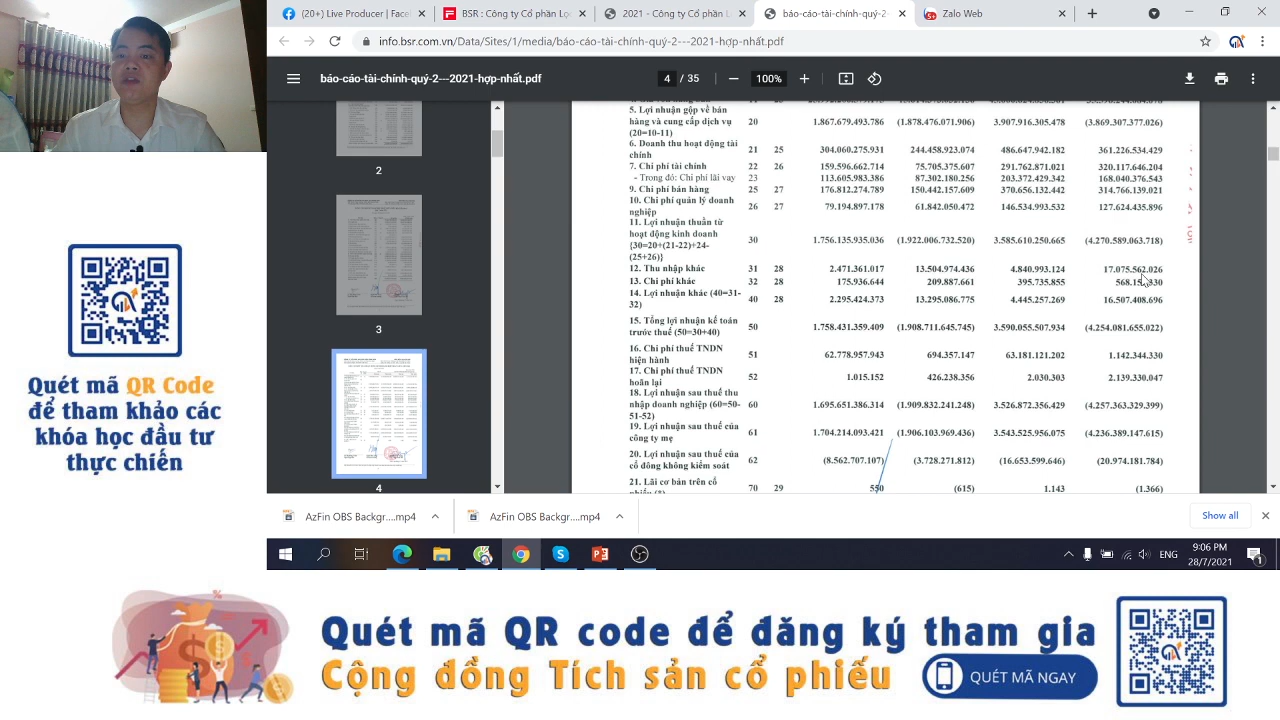 (20+) Live Producer | Facel
BSR: Công ty Cổ phần Lọ
2021 - Công ty Cổ phần L
báo-cáo-tài-chính-quý-2-
Zalo Web
info.bsr.com.vn/Data/Sites/1/media/báo-cáo-tài-chính-quý-2---2021-hợp-nhất.pdf
báo-cáo-tài-chính-quý-2---2021-hợp-nhất.pdf
4 / 35
100%
2
3
4
5. Lợi nhuận gộp về bán
hàng và cung cấp dịch vụ
(20=10-11)
20 1.867.679.493.786 (1.878.476.071.906) 3.907.916.305.478 (3.869.307.377.026)
6. Doanh thu hoạt động tài
chính
21 25 304.060.275.931 244.458.923.074 486.647.942.182 361.226.534.429
7. Chi phí tài chính 22 26 159.596.662.714 75.705.375.607 291.762.871.021 320.117.646.204
- Trong đó: Chi phí lãi vay 23 113.605.983.386 87.302.180.256 203.372.429.342 168.040.376.543
9. Chi phí bán hàng 25 27 176.812.274.789 150.442.157.609 370.656.132.442 314.766.139.021
10. Chi phí quản lý doanh
nghiệp
26 27 79.194.897.178 61.842.050.472 146.534.993.532 127.624.435.896
11. Lợi nhuận thuần từ
hoạt động kinh doanh
{30=20+(21-22)+24-
(25+26)}
30 1.756.135.935.036 (1.922.006.732.520) 3.585.610.250.665 (4.270.589.063.718)
12. Thu nhập khác 31 28 2.471.361.017 13.504.974.436 4.840.993.124 17.075.562.026
13. Chi phí khác 32 28 175.936.644 209.887.661 395.735.855
14. Lợi nhuận khác (40=31-
32)
40 28 2.295.424.373 13.295.086.775 4.445.257.269 16.507.408.696
15. Tổng lợi nhuận kế toán
trước thuế (50=30+40)
50 1.758.431.359.409 (1.908.711.645.745) 3.590.055.507.934 (4.254.081.655.022)
16. Chi phí thuế TNDN
hiện hành
51 62.778.957.943 694.357.147 1.142.344.330
17. Chi phí thuế TNDN
hoãn lại
52 426.238.356 2.030.303 2.139.330.047
18. Lợi nhuận sau thuế thu
nhập doanh nghiệp (60=50-
51-52)
60 1.695.651.386.314 (1.909.832.241.248) 3.526.872.350.429 (4.257.363.329.399)
19. Lợi nhuận sau thuế của
công ty mẹ
61 1.704.214.093.421 (1.906.103.969.436) 3.543.525.950.075 (4.236.389.147.615)
20. Lợi nhuận sau thuế của
cổ đông không kiểm soát
62 (8.562.707.107) (3.728.271.812) (16.653.599.646) (20.974.181.784)
21. Lãi cơ bản trên cổ
70 29 550 (615) 1.143 (1.366)
AzFin OBS Backgr....mp4
AzFin OBS Backgr....mp4
Show all
ENG
9:06 PM
28/7/2021
Quét mã QR Code
để tham khảo các
khóa học đầu tư
thực chiến
Quét mã QR code để đăng ký tham gia
Cộng đồng Tích sản cổ phiếu
QUÉT MÃ NGAY